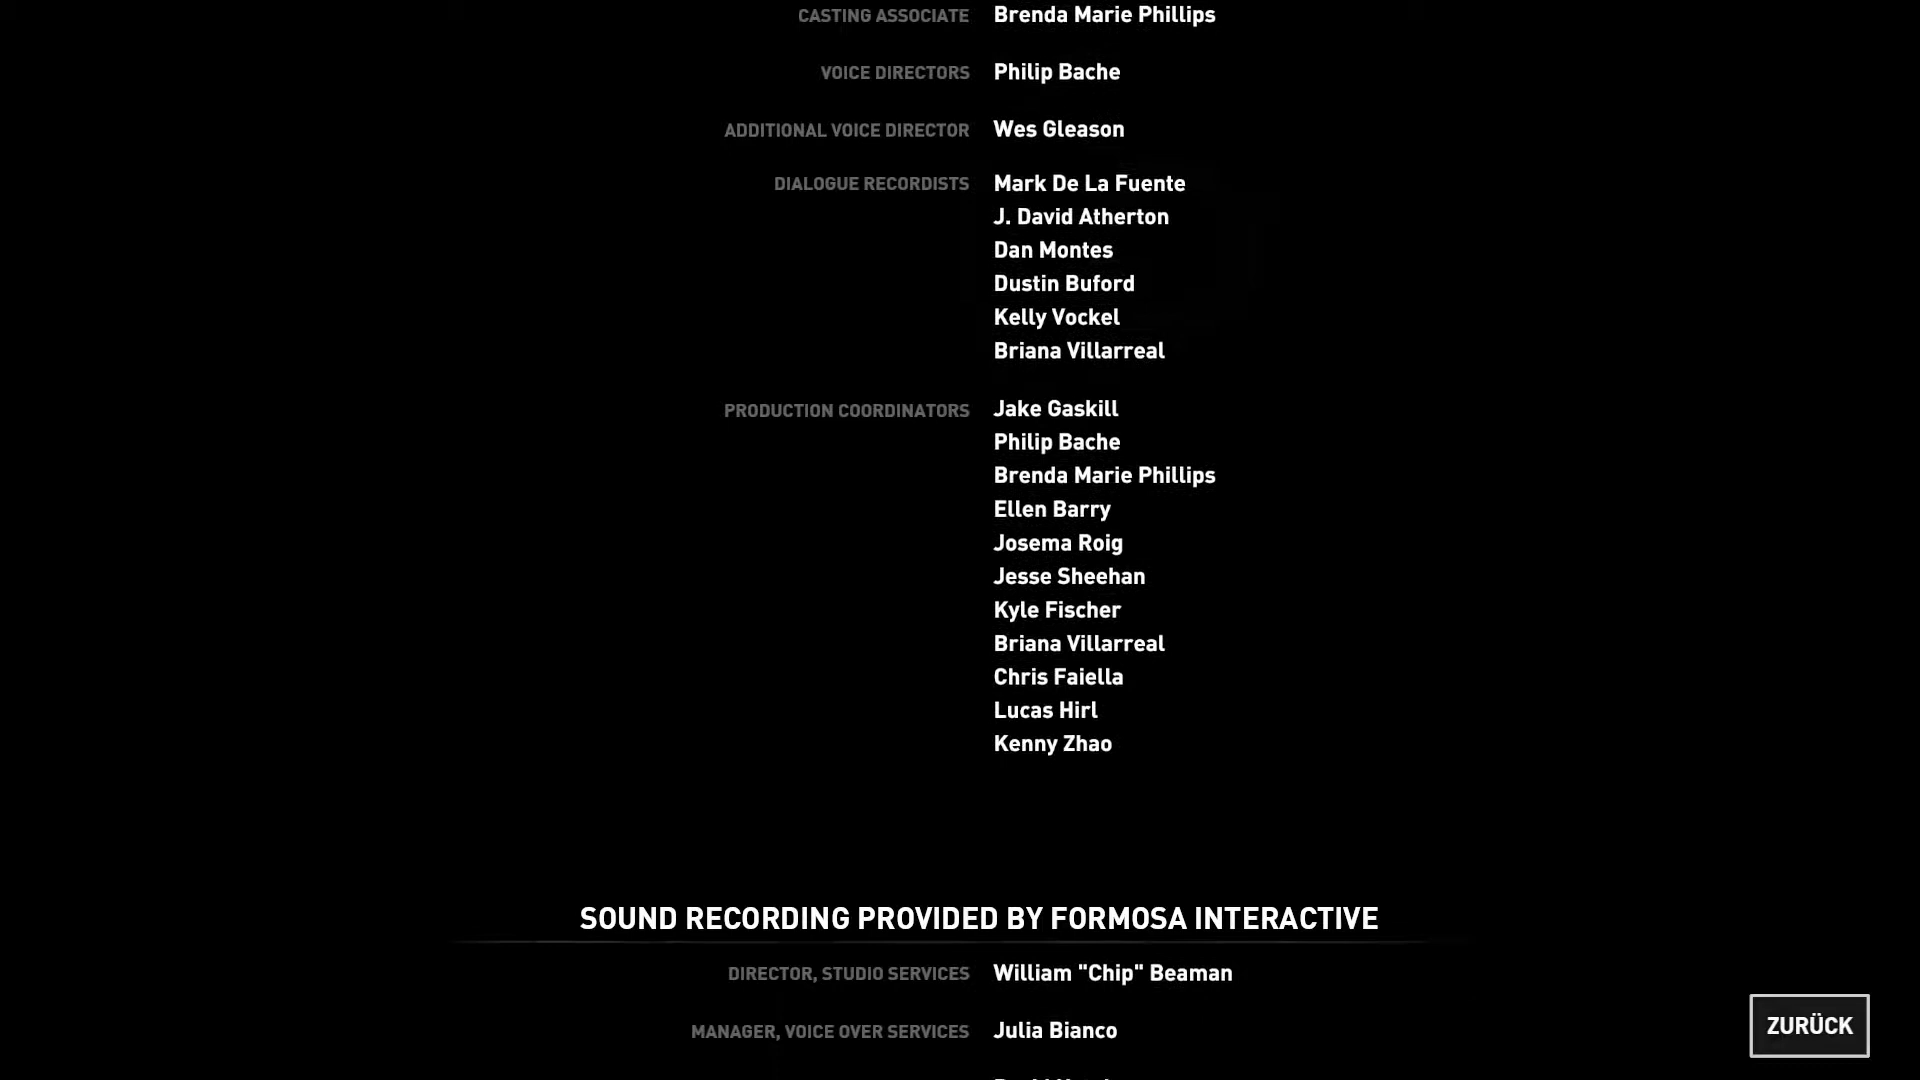 CASTING ASSOCIATE Brenda Marie Phillips
VOICE DIRECTORS Philip Bache
ADDITIONAL VOICE DIRECTOR Wes Gleason
DIALOGUE RECORDISTS Mark De La Fuente
J. David Atherton
Dan Montes
Dustin Buford
Kelly Vockel
Briana Villarreal
PRODUCTION COORDINATORS Jake Gaskill
Philip Bache
Brenda Marie Phillips
Ellen Barry
Josema Roig
Jesse Sheehan
Kyle Fischer
Briana Villarreal
Chris Faiella
Lucas Hirl
Kenny Zhao
SOUND RECORDING PROVIDED BY FORMOSA INTERACTIVE
DIRECTOR, STUDIO SERVICES William "Chip" Beaman
MANAGER, VOICE OVER SERVICES Julia Bianco
ZURÜCK